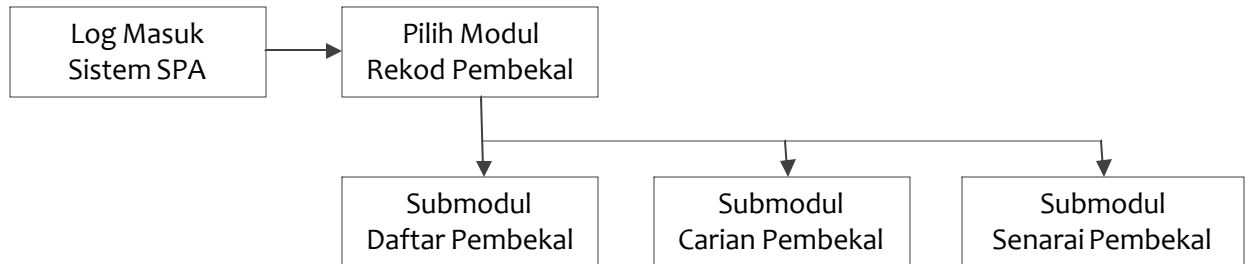 Log Masuk
Sistem SPA
Pilih Modul
Rekod Pembekal
Submodul
Daftar Pembekal
Submodul
Carian Pembekal
Submodul
Senarai Pembekal